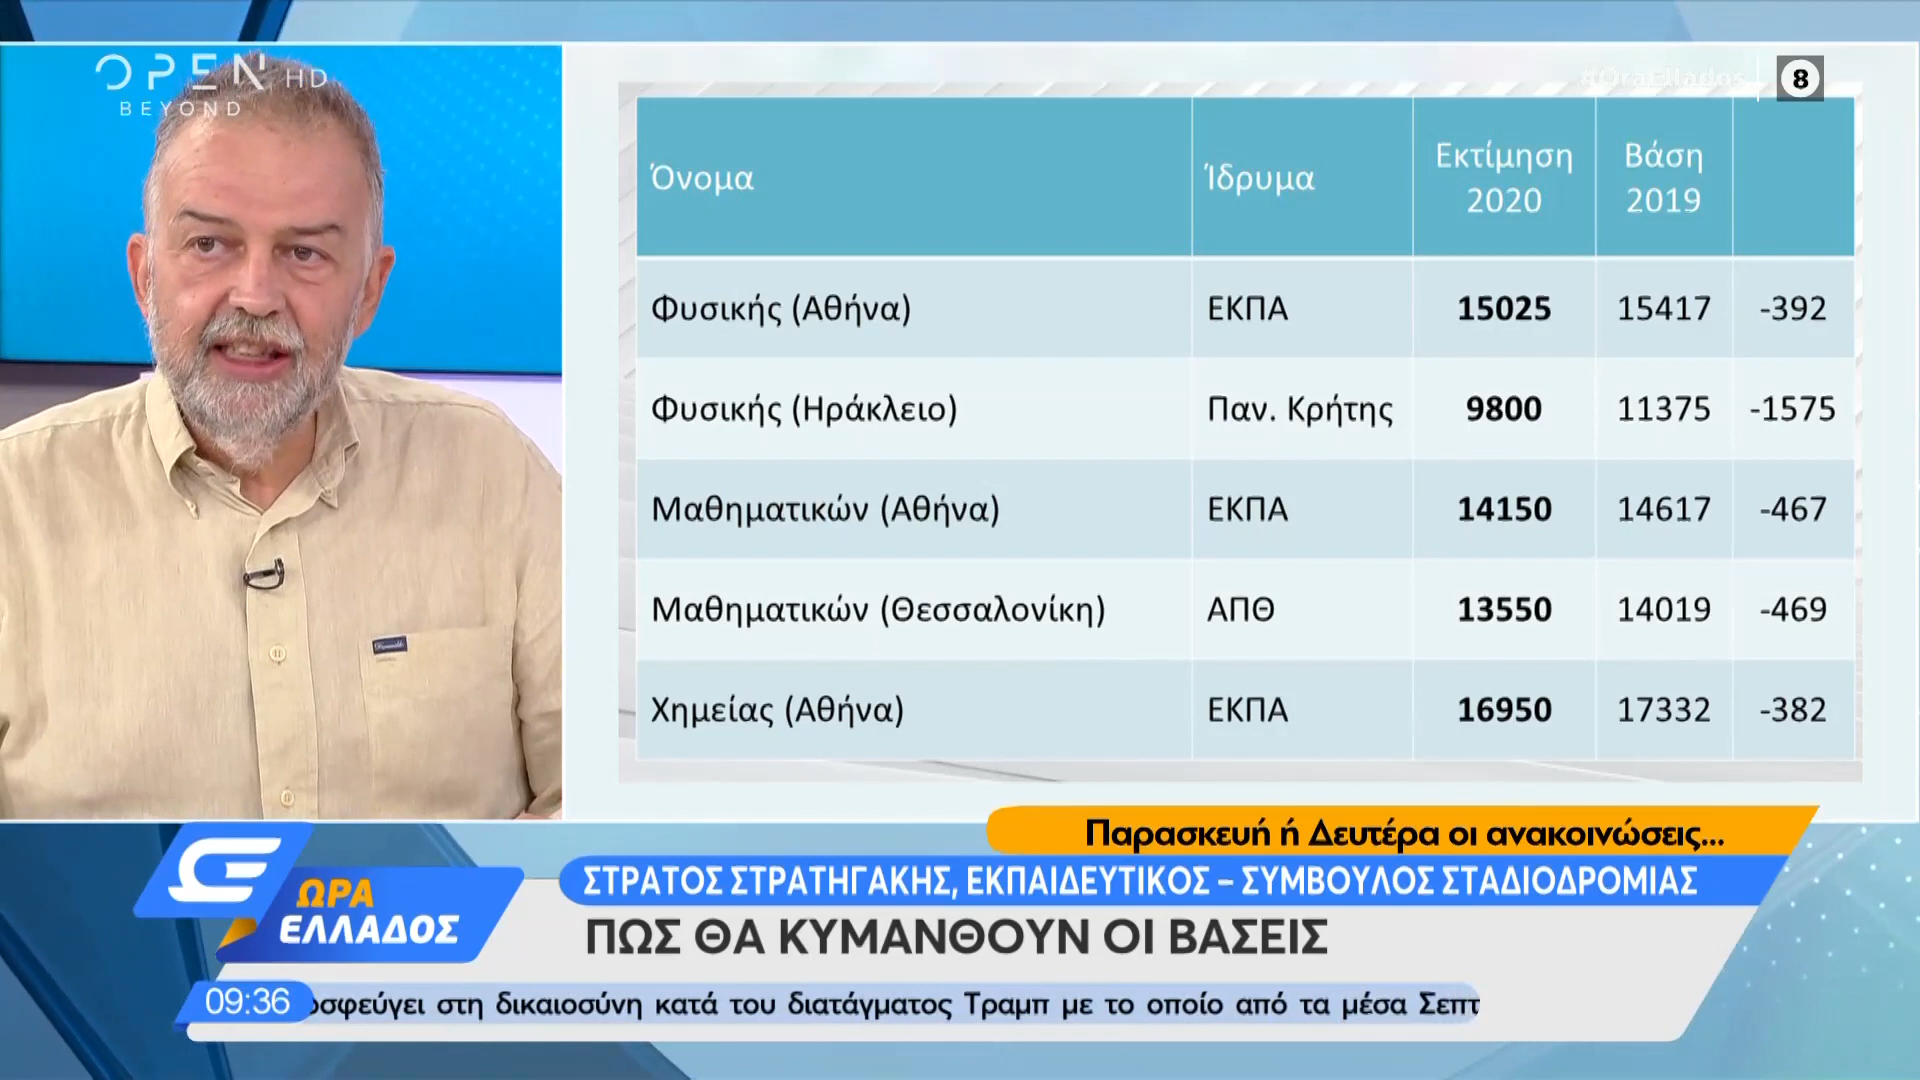 OPEN HD
BEYOND
#OraEllados
8
Όνομα Ίδρυμα Εκτίμηση 2020 Βάση 2019
Φυσικής (Αθήνα) ΕΚΠΑ 15025 15417 -392
Φυσικής (Ηράκλειο) Παν. Κρήτης 9800 11375 -1575
Μαθηματικών (Αθήνα) ΕΚΠΑ 14150 14617 -467
Μαθηματικών (Θεσσαλονίκη) ΑΠΘ 13550 14019 -469
Χημείας (Αθήνα) ΕΚΠΑ 16950 17332 -382
Παρασκευή ή Δευτέρα οι ανακοινώσεις...
ΣΤΡΑΤΟΣ ΣΤΡΑΤΗΓΑΚΗΣ, ΕΚΠΑΙΔΕΥΤΙΚΟΣ – ΣΥΜΒΟΥΛΟΣ ΣΤΑΔΙΟΔΡΟΜΙΑΣ
ΩΡΑ
ΕΛΛΑΔΟΣ
ΠΩΣ ΘΑ ΚΥΜΑΝΘΟΥΝ ΟΙ ΒΑΣΕΙΣ
09:36 οσφεύγει στη δικαιοσύνη κατά του διατάγματος Τραμπ με το οποίο από τα μέσα Σεπτ